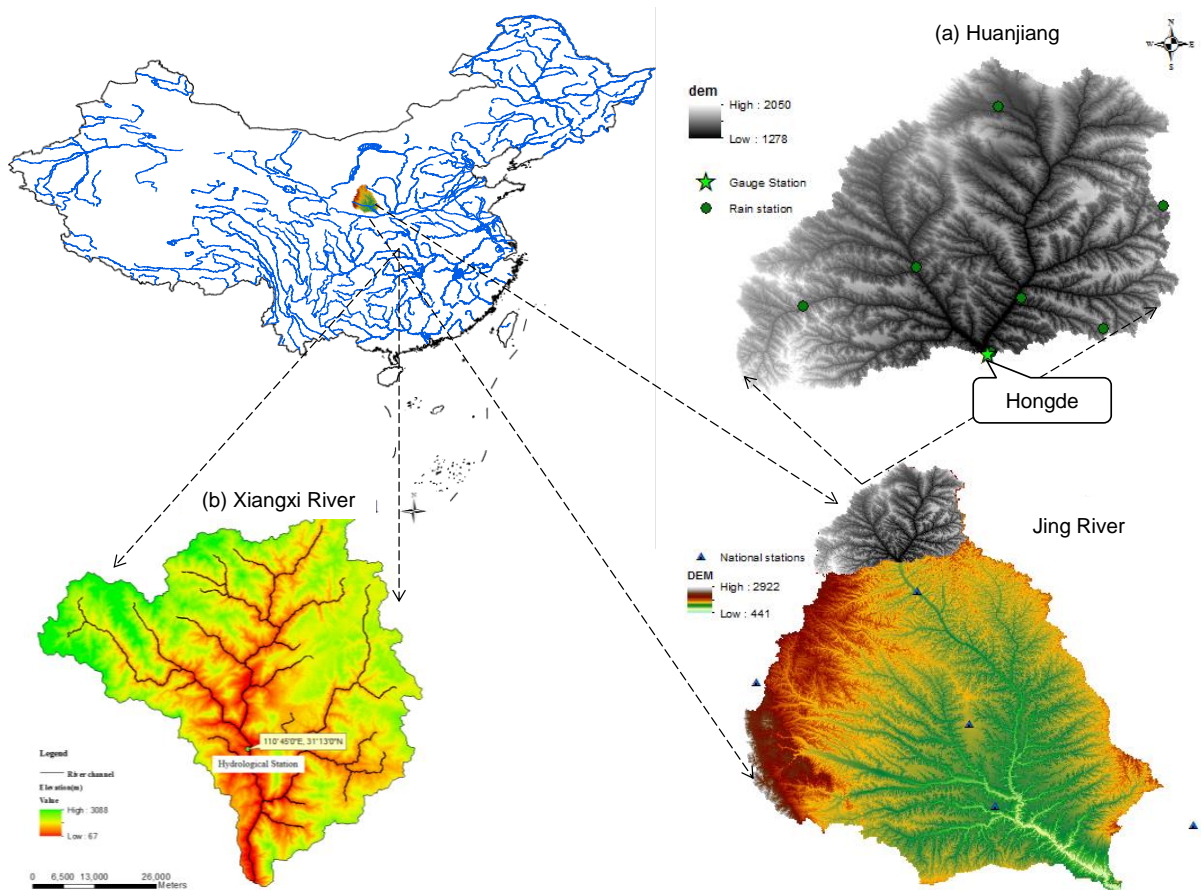 (a) Huanjiang
N
W E
S
dem
High : 2050
Low : 1278
Gauge Station
Rain station
Hongde
(b) Xiangxi River
N
Jing River
National stations
DEM
High : 2922
Low : 441
110°45'0"E, 31°13'0"N
Hydrological Station
Legend
River channel
Elevation(m)
Value
High : 3088
Low : 67
0 6,500 13,000 26,000
Meters